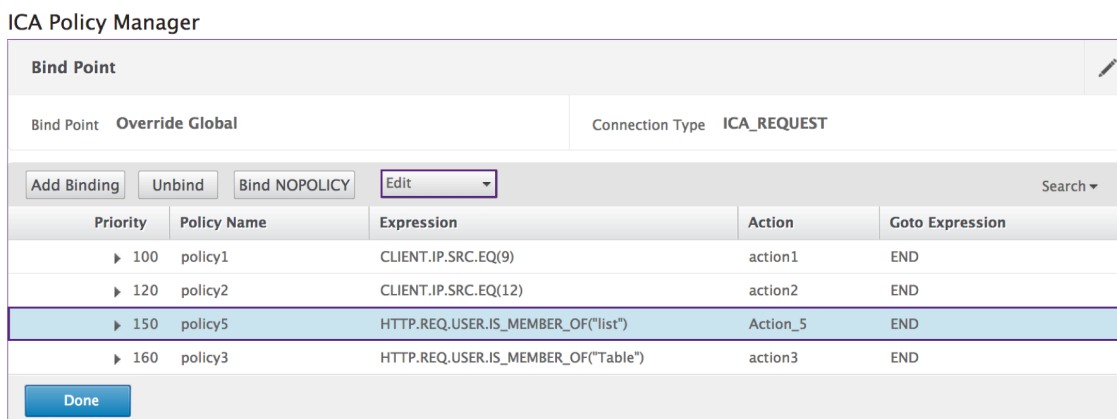 ICA Policy Manager
Bind Point
Bind Point Override Global Connection Type ICA_REQUEST
Add Binding Unbind Bind NOPOLICY Edit Search
Priority Policy Name Expression Action Goto Expression
100 policy1 CLIENT.IP.SRC.EQ(9) action1 END
120 policy2 CLIENT.IP.SRC.EQ(12) action2 END
150 policy5 HTTP.REQ.USER.IS_MEMBER_OF("list") Action_5 END
160 policy3 HTTP.REQ.USER.IS_MEMBER_OF("Table") action3 END
Done